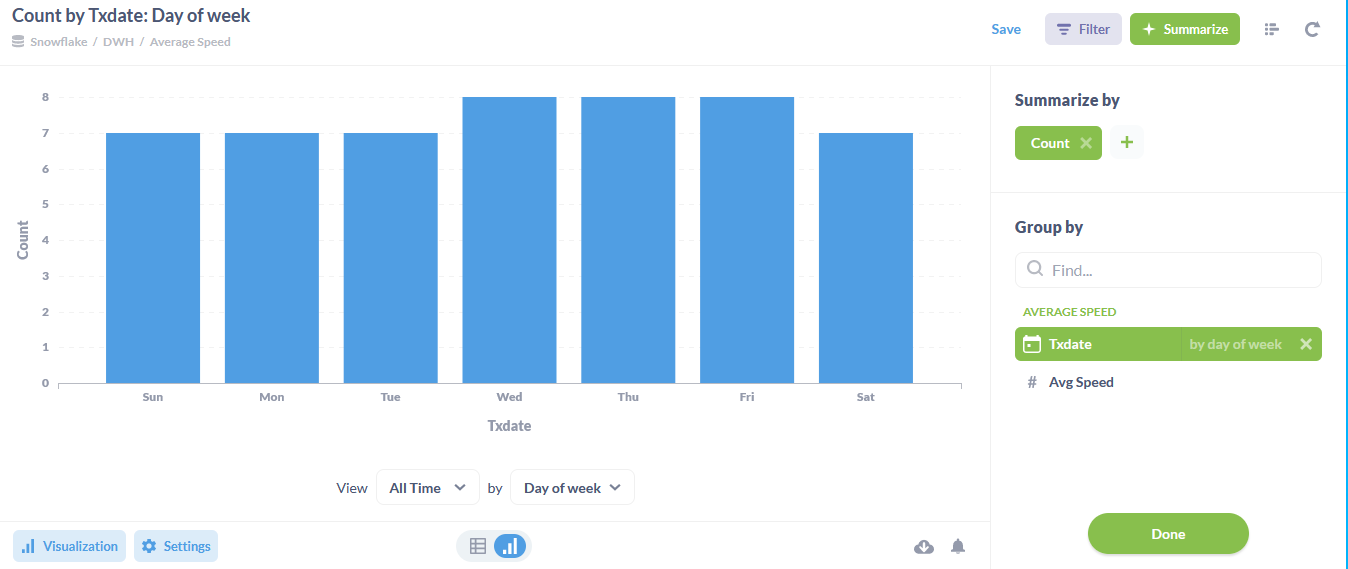 Count by Txdate: Day of week
Snowflake / DWH / Average Speed
Save
Filter
Summarize
8
7
6
5
4
3
2
1
0
Count
Sun Mon Tue Wed Thu Fri Sat
Txdate
View All Time by Day of week
Visualization
Settings
Summarize by
Count
+
Group by
Find...
AVERAGE SPEED
Txdate by day of week
# Avg Speed
Done